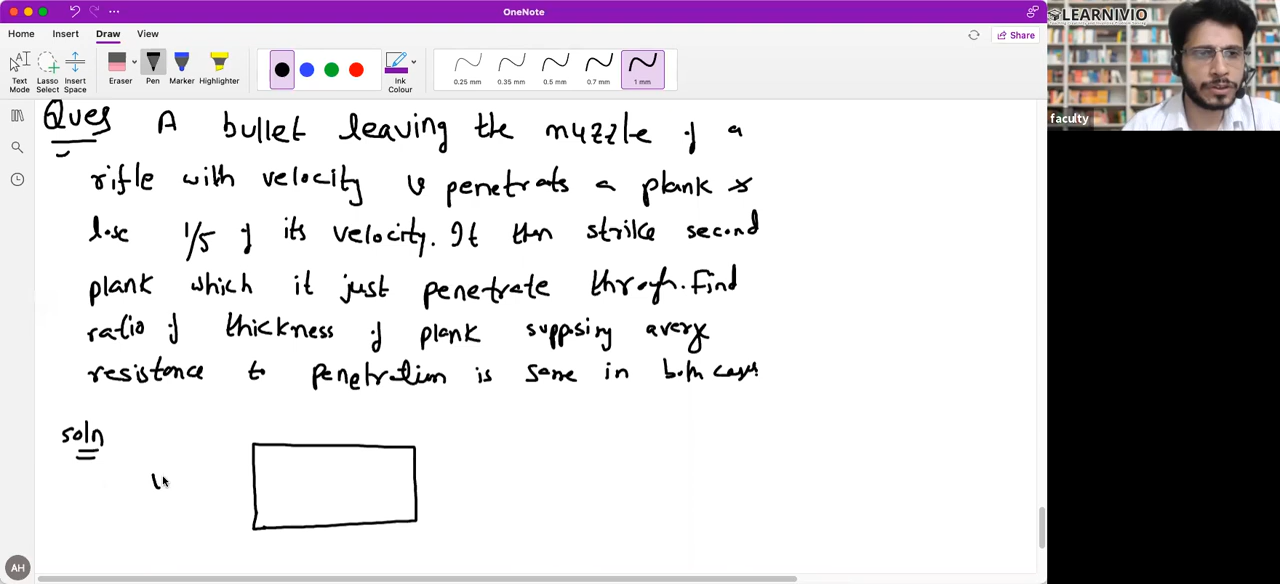 OneNote
LEARNIVIO
Home Insert Draw View
Share
Text Mode
Lasso Select
Insert Space
Eraser
Pen
Marker
Highlighter
Ink Colour
0.25 mm
0.35 mm
0.5 mm
0.7 mm
1 mm
faculty
Ques A bullet leaving the muzzle of a
rifle with velocity v penetrats a plank &
lose 1/5 of its velocity. It then strike second
plank which it just penetrate through. Find
ratio of thickness of plank supposing averge
resistence to penetration is same in both cases
Soln
AH